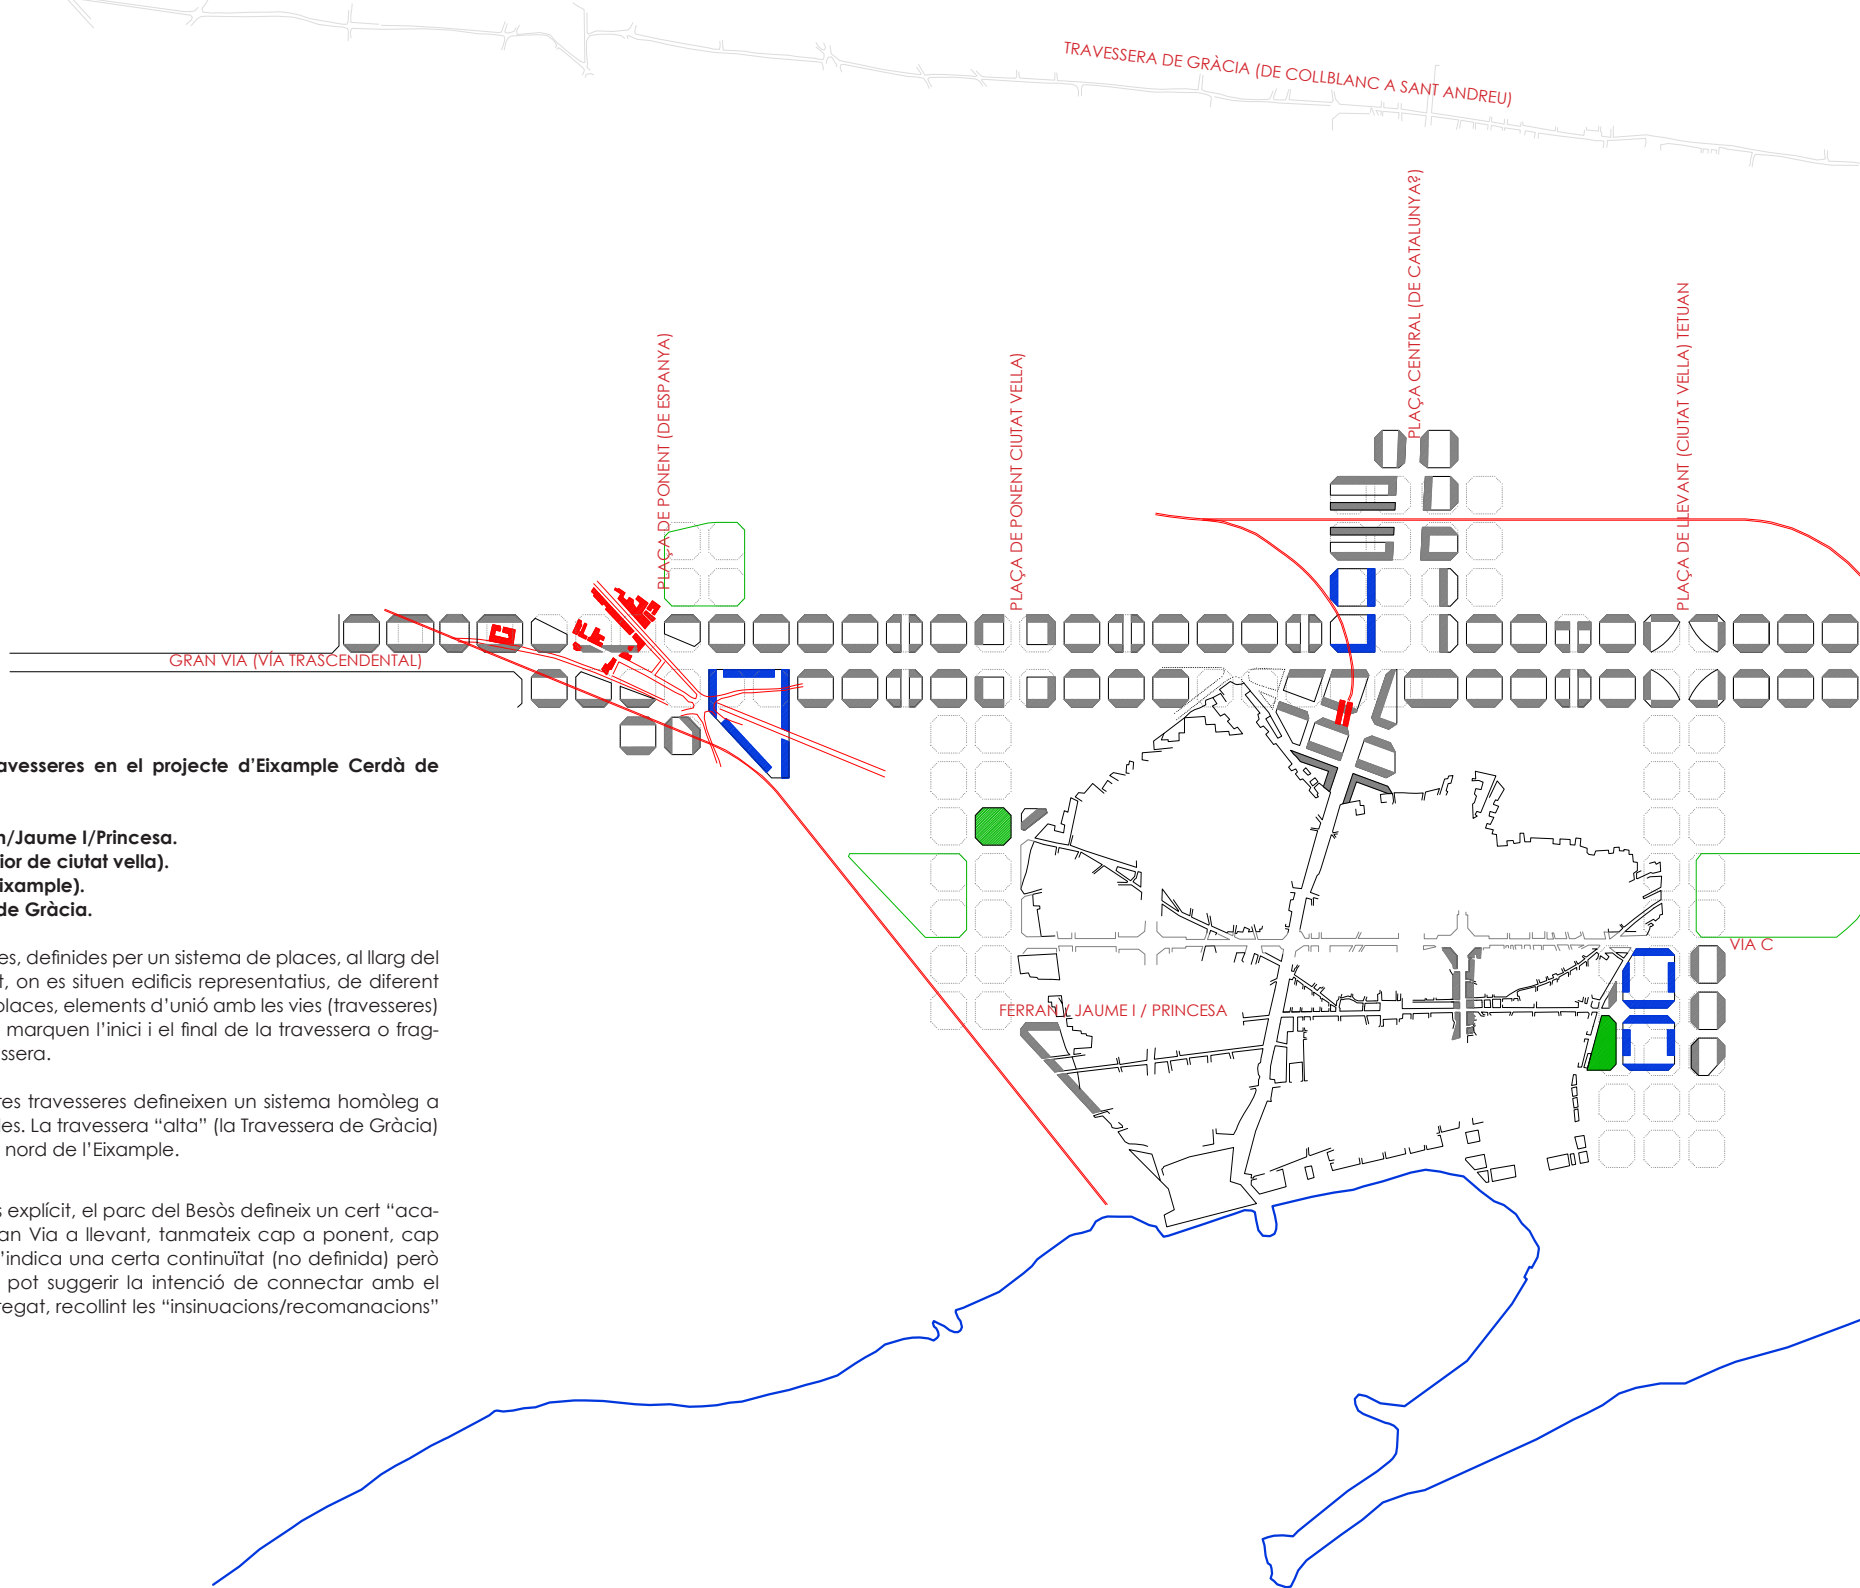 TRAVESSERA DE GRÀCIA (DE COLLBLANC A SANT ANDREU)
PLAÇA CENTRAL (DE CATALUNYA?)
PLAÇA DE LLEVANT (CIUTAT VELLA) TETUAN
PLAÇA DE PONENT (DE ESPANYA)
PLAÇA DE PONENT CIUTAT VELLA)
GRAN VIA (VÍA TRASCENDENTAL)
VIA C
FERRAN / JAUME I / PRINCESA
avesseres en el projecte d'Eixample Cerdà de
n/Jaume I/Princesa.
ior de ciutat vella).
ixample).
de Gràcia.
es, definides per un sistema de places, al llarg del
t, on es situen edificis representatius, de diferent
places, elements d'unió amb les vies (travesseres)
marquen l'inici i el final de la travessera o frag-
ssera.
res travesseres defineixen un sistema homòleg a
les. La travessera "alta" (la Travessera de Gràcia)
nord de l'Eixample.
s explícit, el parc del Besòs defineix un cert "aca-
an Via a llevant, tanmateix cap a ponent, cap
'indica una certa continuïtat (no definida) però
pot suggerir la intenció de connectar amb el
regat, recollint les "insinuacions/recomanacions"